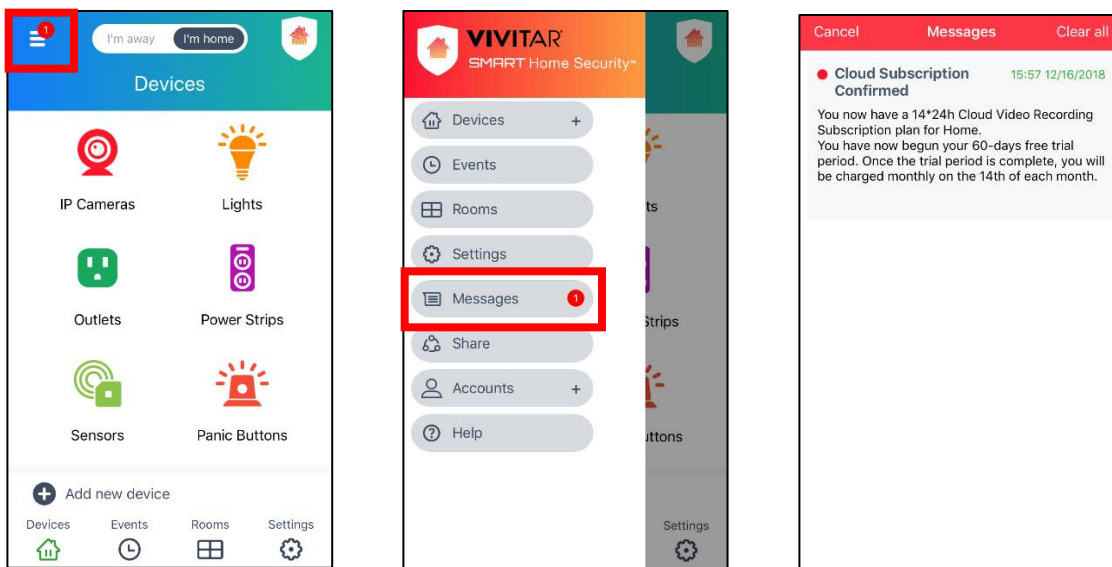 1
I'm away I'm home
Devices
IP Cameras Lights
Outlets Power Strips
Sensors Panic Buttons
Add new device
Devices Events Rooms Settings
VIVITAR
SMART Home Security™
Devices +
Events
Rooms
ts
Settings
Messages 1
Strips
Share
Accounts +
Help
uttons
Settings
Cancel Messages Clear all
Cloud Subscription 15:57 12/16/2018
Confirmed
You now have a 14*24h Cloud Video Recording
Subscription plan for Home.
You have now begun your 60-days free trial
period. Once the trial period is complete, you will
be charged monthly on the 14th of each month.